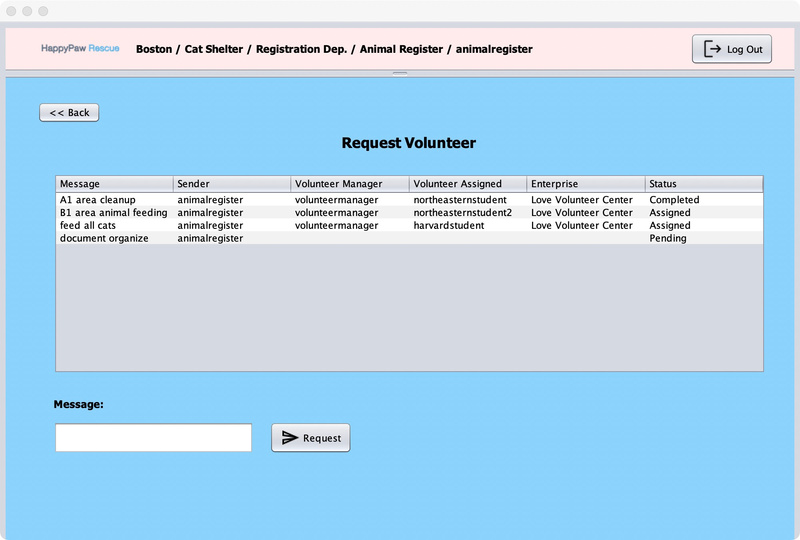 HappyPaw Rescue Boston / Cat Shelter / Registration Dep. / Animal Register / animalregister Log Out
<< Back
Request Volunteer
Message Sender Volunteer Manager Volunteer Assigned Enterprise Status
A1 area cleanup animalregister volunteermanager northeasternstudent Love Volunteer Center Completed
B1 area animal feeding animalregister volunteermanager northeasternstudent2 Love Volunteer Center Assigned
feed all cats animalregister volunteermanager harvardstudent Love Volunteer Center Assigned
document organize animalregister Pending
Message:
Request